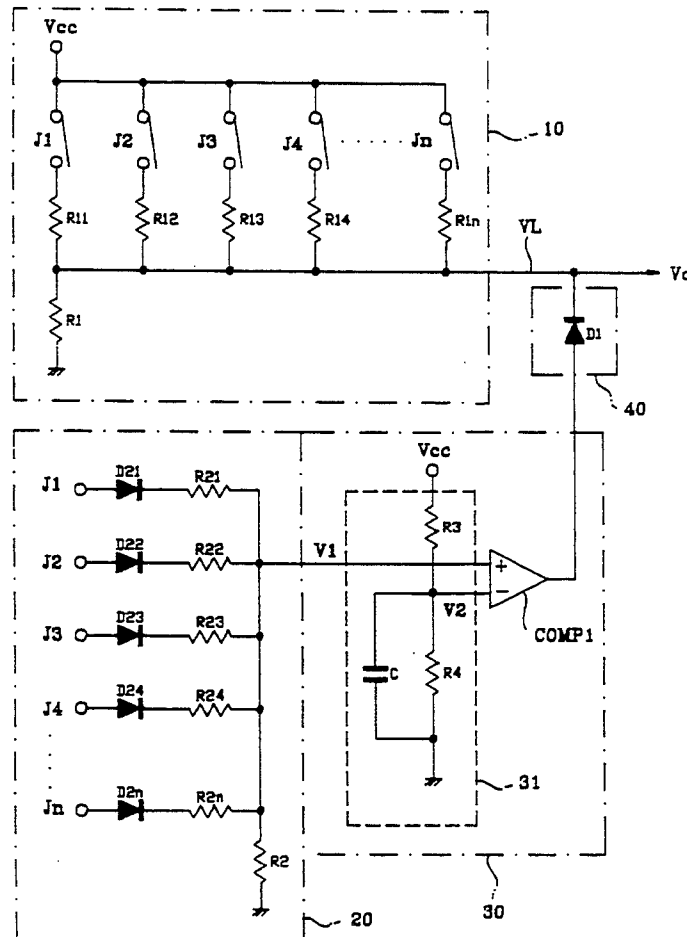 Vcc
J1 J2 J3 J4 ..... Jn
10
R11 R12 R13 R14 R1n
VL
R1
D1
40
Vcc
J1 D21 R21
R3
J2 D22 R22
V1
+
−
V2
COMP1
J3 D23 R23
C
R4
J4 D24 R24
31
Jn D2n R2n
R2
20
30